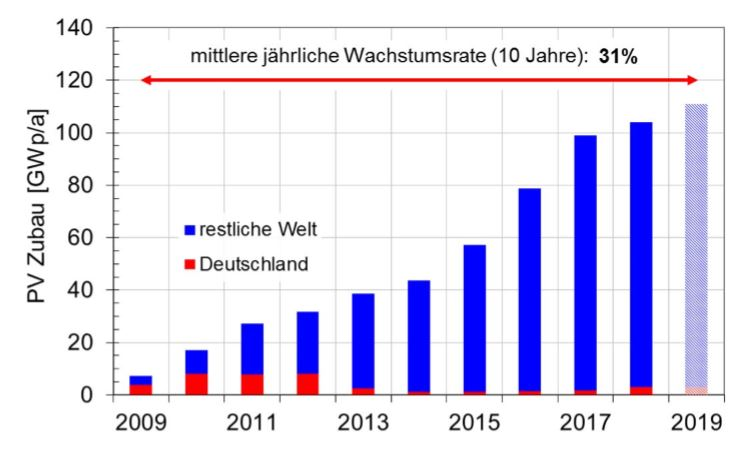 140
mittlere jährliche Wachstumsrate (10 Jahre): 31%
120
100
80
60
40
20
0
PV Zubau [GWp/a]
restliche Welt
Deutschland
2009 2011 2013 2015 2017 2019